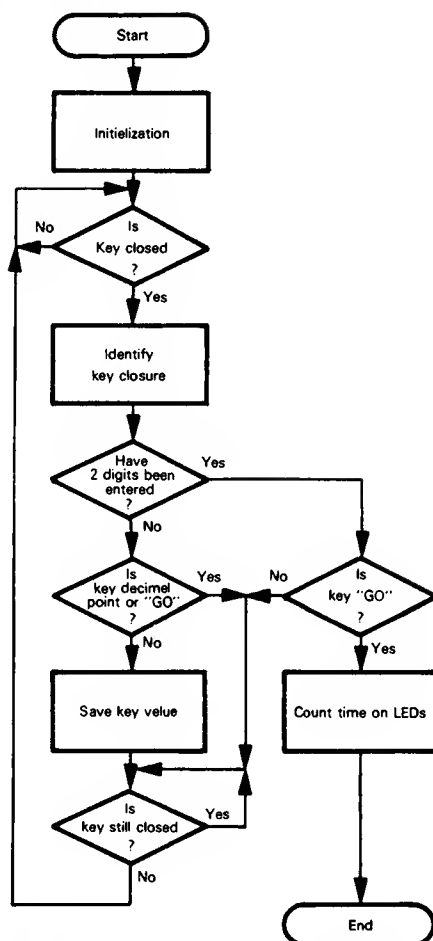 Start
Initielization
Is
Key closed
?
No
Yes
Identify
key closure
Have
2 digits been
entered
?
Yes
No
Is
key decimel
point or "GO"
?
Yes
No
Is
key "GO"
?
No
Yes
Save key value
Count time on LEDs
Is
key still closed
?
Yes
No
End